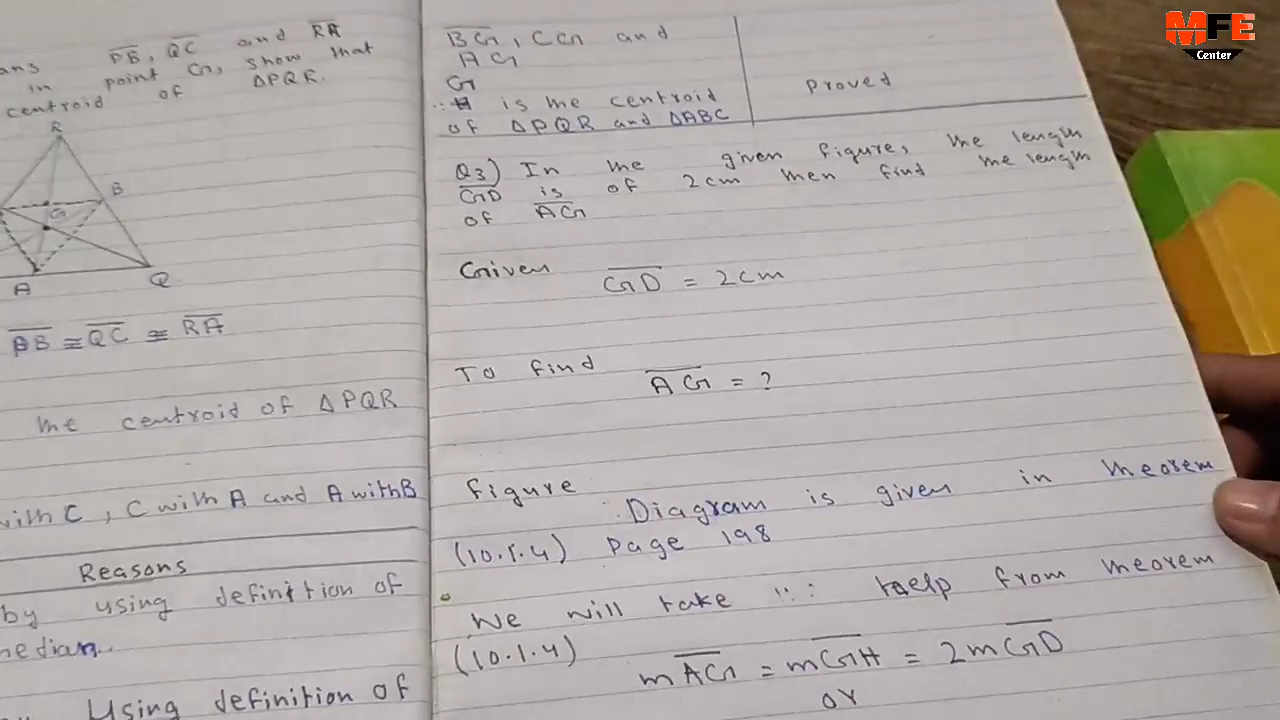 MFE
Center
ans PB, QC and RA
in point G, show that
centroid of ΔPQR.
R
B
G
A
Q
PB ≅ QC ≅ RA
the centroid of ΔPQR
with C, C with A and A with B
Reasons
by using definition of
median.
Using definition of
BG, CG and
AG
G
∴ is the centroid
of ΔPQR and ΔABC
Proved
Q3) In the given figure, the length
GD is of 2cm then find the length
of AG
Given GD = 2cm
To find AG = ?
figure
Diagram is given in theorem
(10.1.4) Page 198
We will take help from theorem
(10.1.4)
mAG = mGH = 2mGD
or